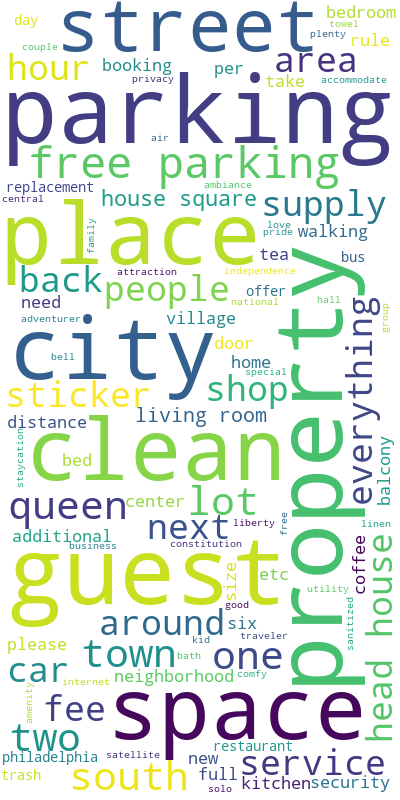 day
street
bedroom
couple
towel
plenty
hour
booking
per
area
rule
privacy
take
accommodate
parking
air
free parking
replacement
ambiance
central
house square
supply
place
family
love
pride
walking
tea
bus
back
attraction
people
independence
need
national
offer
hall
group
adventurer
village
city
bell
door
home
special
property
everything
sticker
shop
distance
living room
balcony
staycation
clean
bed
queen
center
lot
next
liberty
free
linen
additional
business
constitution
coffee
guest
size
etc
good
utility
sanitized
head house
please
around
six
kid
traveler
town
one
car
neighborhood
bath
comfy
internet
amenity
fee
space
two
philadelphia
satellite
restaurant
new
service
trash
south
full
kitchen
security
solo